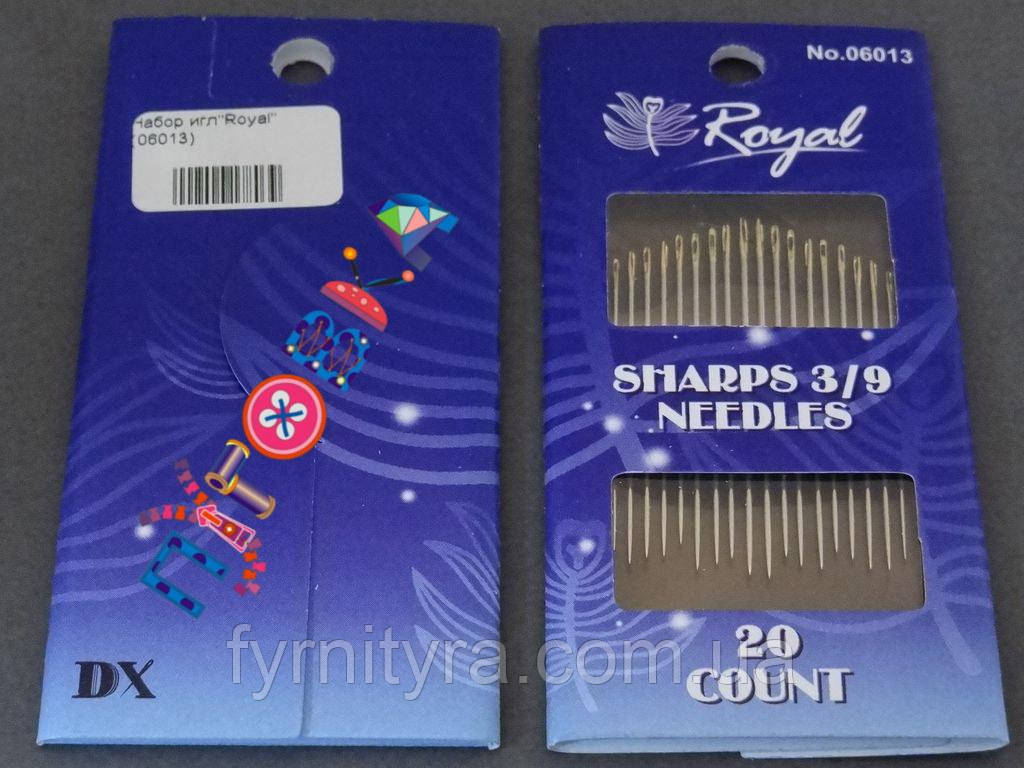 Набор игл"Royal"
(06013)
DX
No.06013
Royal
SHARPS 3/9
NEEDLES
20
COUNT
fyrnityra.com.ua